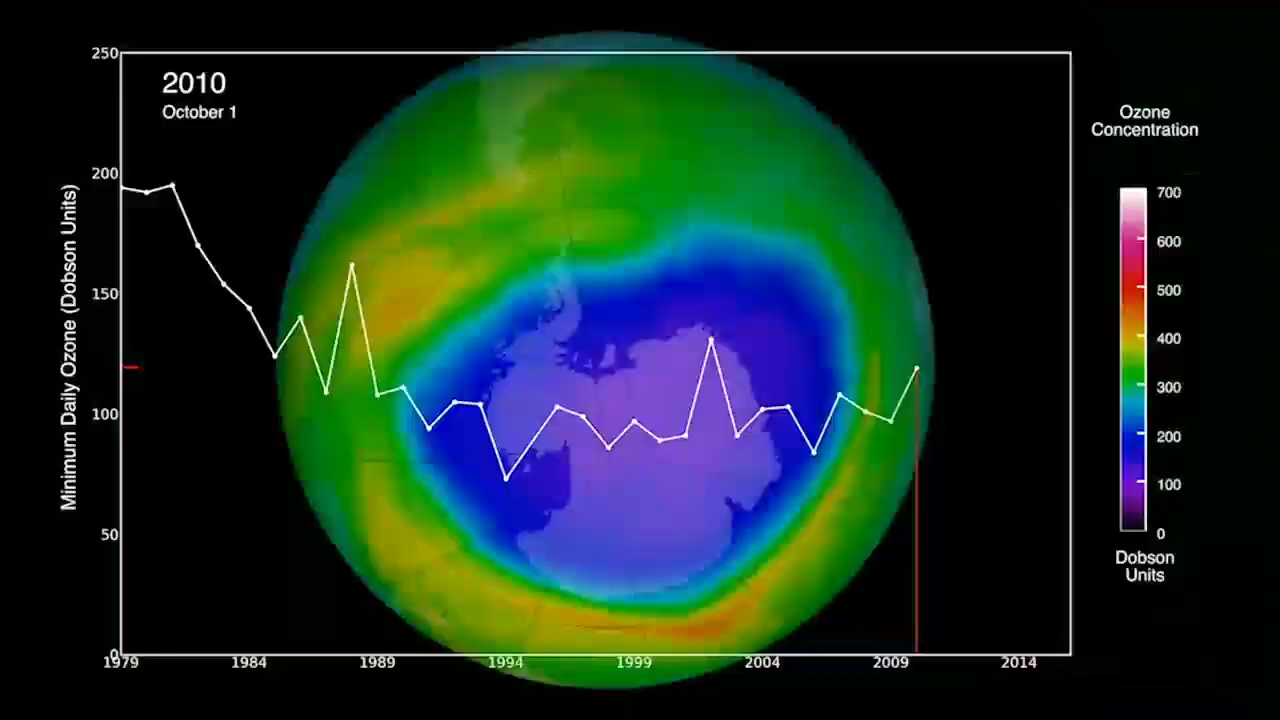 2010
October 1
Minimum Daily Ozone (Dobson Units)
250
200
150
100
50
0
1979 1984 1989 1994 1999 2004 2009 2014
Ozone
Concentration
700
600
500
400
300
200
100
0
Dobson
Units